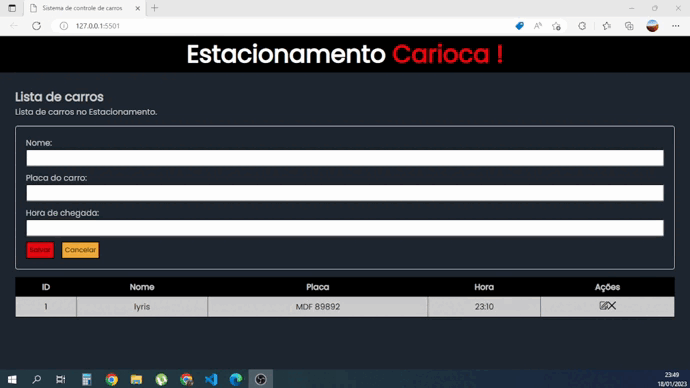 Sistema de controle de carros
127.0.0.1:5501
Estacionamento Carioca !
Lista de carros
Lista de carros no Estacionamento.
Nome:
Placa do carro:
Hora de chegada:
Salvar Cancelar
ID Nome Placa Hora Ações
1 lyris MDF 89892 23:10
23:49
18/01/2023